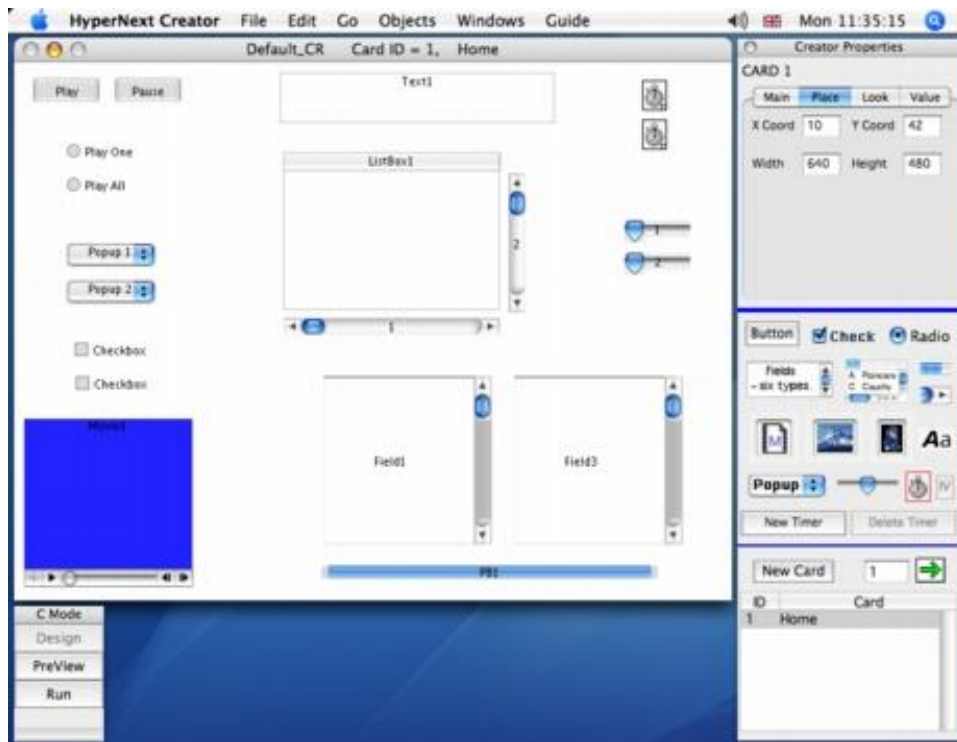 HyperNext Creator File Edit Go Objects Windows Guide Mon 11:35:15
Default_CR Card ID = 1, Home
Play Pause
Text1
Play One
Play All
ListBox1
2
1
2
Popup 1
Popup 2
1
Checkbox
Checkbox
Movie1
Field1
Field3
PB1
C Mode
Design
PreView
Run
Creator Properties
CARD 1
Main Place Look Value
X Coord 10 Y Coord 42
Width 640 Height 480
Button Check Radio
Fields
- six types
A
C County
M
Aa
Popup
New Timer Delete Timer
New Card 1
ID Card
1 Home